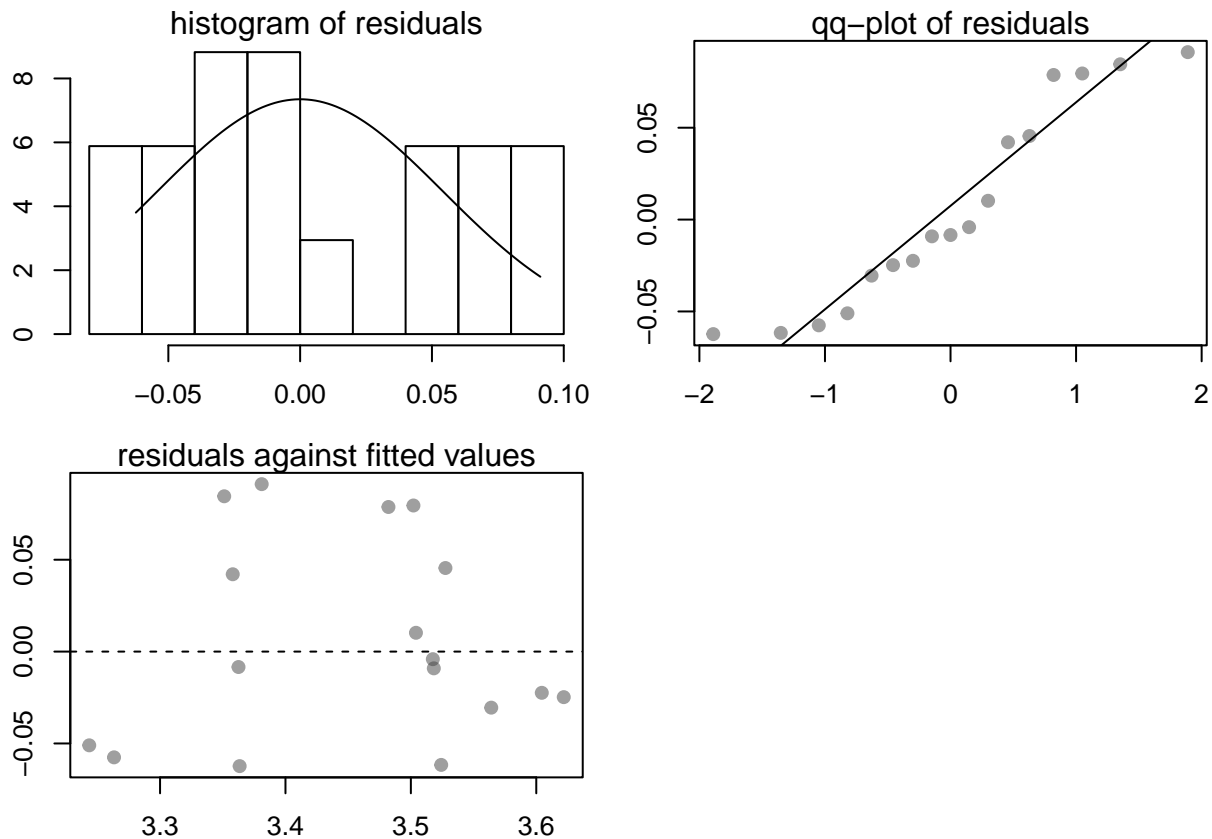 histogram of residuals
8
6
4
2
0
−0.05 0.00 0.05 0.10
qq−plot of residuals
0.05
0.00
−0.05
−2 −1 0 1 2
residuals against fitted values
0.05
0.00
−0.05
3.3 3.4 3.5 3.6